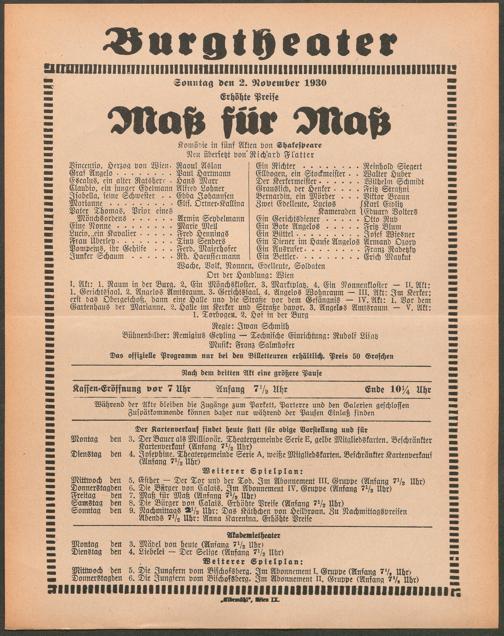 Burgtheater
Sonntag den 2. November 1930
Erhöhte Preise
Maß für Maß
Komödie in fünf Akten von Shakespeare
Neu übersetzt von Richard Flatter
Vincentio, Herzog von Wien · Raoul Aslan
Graf Angelo · · · · · · Paul Hartmann
Escalus, ein alter Ratsherr · Hans Marr
Claudio, ein junger Edelmann Alfred Lohner
Isabella, seine Schwester · · Ebba Johannsen
Marianne · · · · · · · Lili
Pater Thomas, Prior eines
Mönchsordens · · · · · Armin Seydelmann
Eine Nonne · · · · · · Marie Mell
Lucio, ein Kavalier · · · · Fred Hennings
Frau Überley · · · · · · Tini Senders
Pompejus, ihr Gehilfe · · · Ferd. Maierhofer
Junker Schaum · · · · · Rh. Haeussermann
Ein Richter · · · · · · · Reinhold Siegert
Ellbogen, ein Stockmeister · · Walter Huber
Der Kerkermeister · · · · · Wilhelm Schmidt
Grauslich, der Henker · · · · Fritz Straßni
Bernardin, ein Mörder · · · · Viktor Braun
Zwei Edelleute, Lucios Kameraden
Karl Eidlitz
Eduard Volters
Ein Gerichtsdiener · · · · · Otto Rub
Ein Bote Angelos · · · · · Fritz Blum
Ein Büttel · · · · · · · Josef Wiesner
Ein Diener im Hause Angelos Armand Ozory
Ein Ausrufer · · · · · · Franz
Ein Bettler · · · · · · · Erich
Wache, Volk, Nonnen, Edelleute, Soldaten
Ort der Handlung: Wien
I. Akt: 1. Raum in der Burg. 2. Ein Mönchskloster. 3. Marktplatz. 4. Ein Nonnenkloster — II. Akt:
1. Gerichtssaal. 2. Angelos Amtsraum. 3. Gerichtssaal. 4. Angelos Wohnraum — III. Akt: Im Kerker:
erst das Obergeschoß, dann eine Halle und die Straße vor dem Gefängnis — IV. Akt: 1. Vor dem
Gartenhaus der Marianne. 2. Halle im Kerker und Straße davor. 3. Angelos Amtsraum — V. Akt:
1. Torbogen. 2. Hof in der Burg
Regie: Iwan Schmith
Bühnenbilder: Remigius Geyling — Technische Einrichtung: Rudolf
Musik: Franz Salmhofer
Das offizielle Programm nur bei den Billetteuren erhältlich. Preis 50 Groschen
Nach dem dritten Akt eine größere Pause
Kassen-Eröffnung vor 7 Uhr Anfang 7½ Uhr Ende 10¼ Uhr
Während der Akte bleiben die Zugänge zum Parkett, Parterre und den Galerien geschlossen
Zuspätkommende können daher nur während der Pausen Einlaß finden
Der Kartenverkauf findet heute statt für obige Vorstellung und für
Montag den 3. Der Bauer als Millionär. Theatergemeinde Serie E, gelbe Mitgliedskarten. Beschränkter
Kartenverkauf (Anfang 7½ Uhr)
Dienstag den 4. Josephine. Theatergemeinde Serie A, weiße Mitgliedskarten. Beschränkter Kartenverkauf
(Anfang 7½ Uhr)
Weiterer Spielplan:
Mittwoch den 5. Esther — Der Tor und der Tod. Im Abonnement III. Gruppe (Anfang 7½ Uhr)
Donnerstag den 6. Die Bürger von Calais. Im Abonnement IV. Gruppe (Anfang 7½ Uhr)
Freitag den 7. Maß für Maß (Anfang 7½ Uhr)
Samstag den 8. Die Bürger von Calais. Erhöhte Preise (Anfang 7½ Uhr)
Sonntag den 9. Nachmittags 2½ Uhr: Das Käthchen von Heilbronn. Zu Nachmittagspreisen
Abends 7½ Uhr: Anna Karenina. Erhöhte Preise
Akademietheater
Montag den 3. Mädel von heute (Anfang 7½ Uhr)
Dienstag den 4. Liebelei — Der Selige (Anfang 7½ Uhr)
Weiterer Spielplan:
Mittwoch den 5. Die Jungfern vom Bischofsberg. Im Abonnement I. Gruppe (Anfang 7½ Uhr)
Donnerstag den 6. Die Jungfern vom Bischofsberg. Im Abonnement II. Gruppe (Anfang 7½ Uhr)
„Elbemühl", Wien IX.